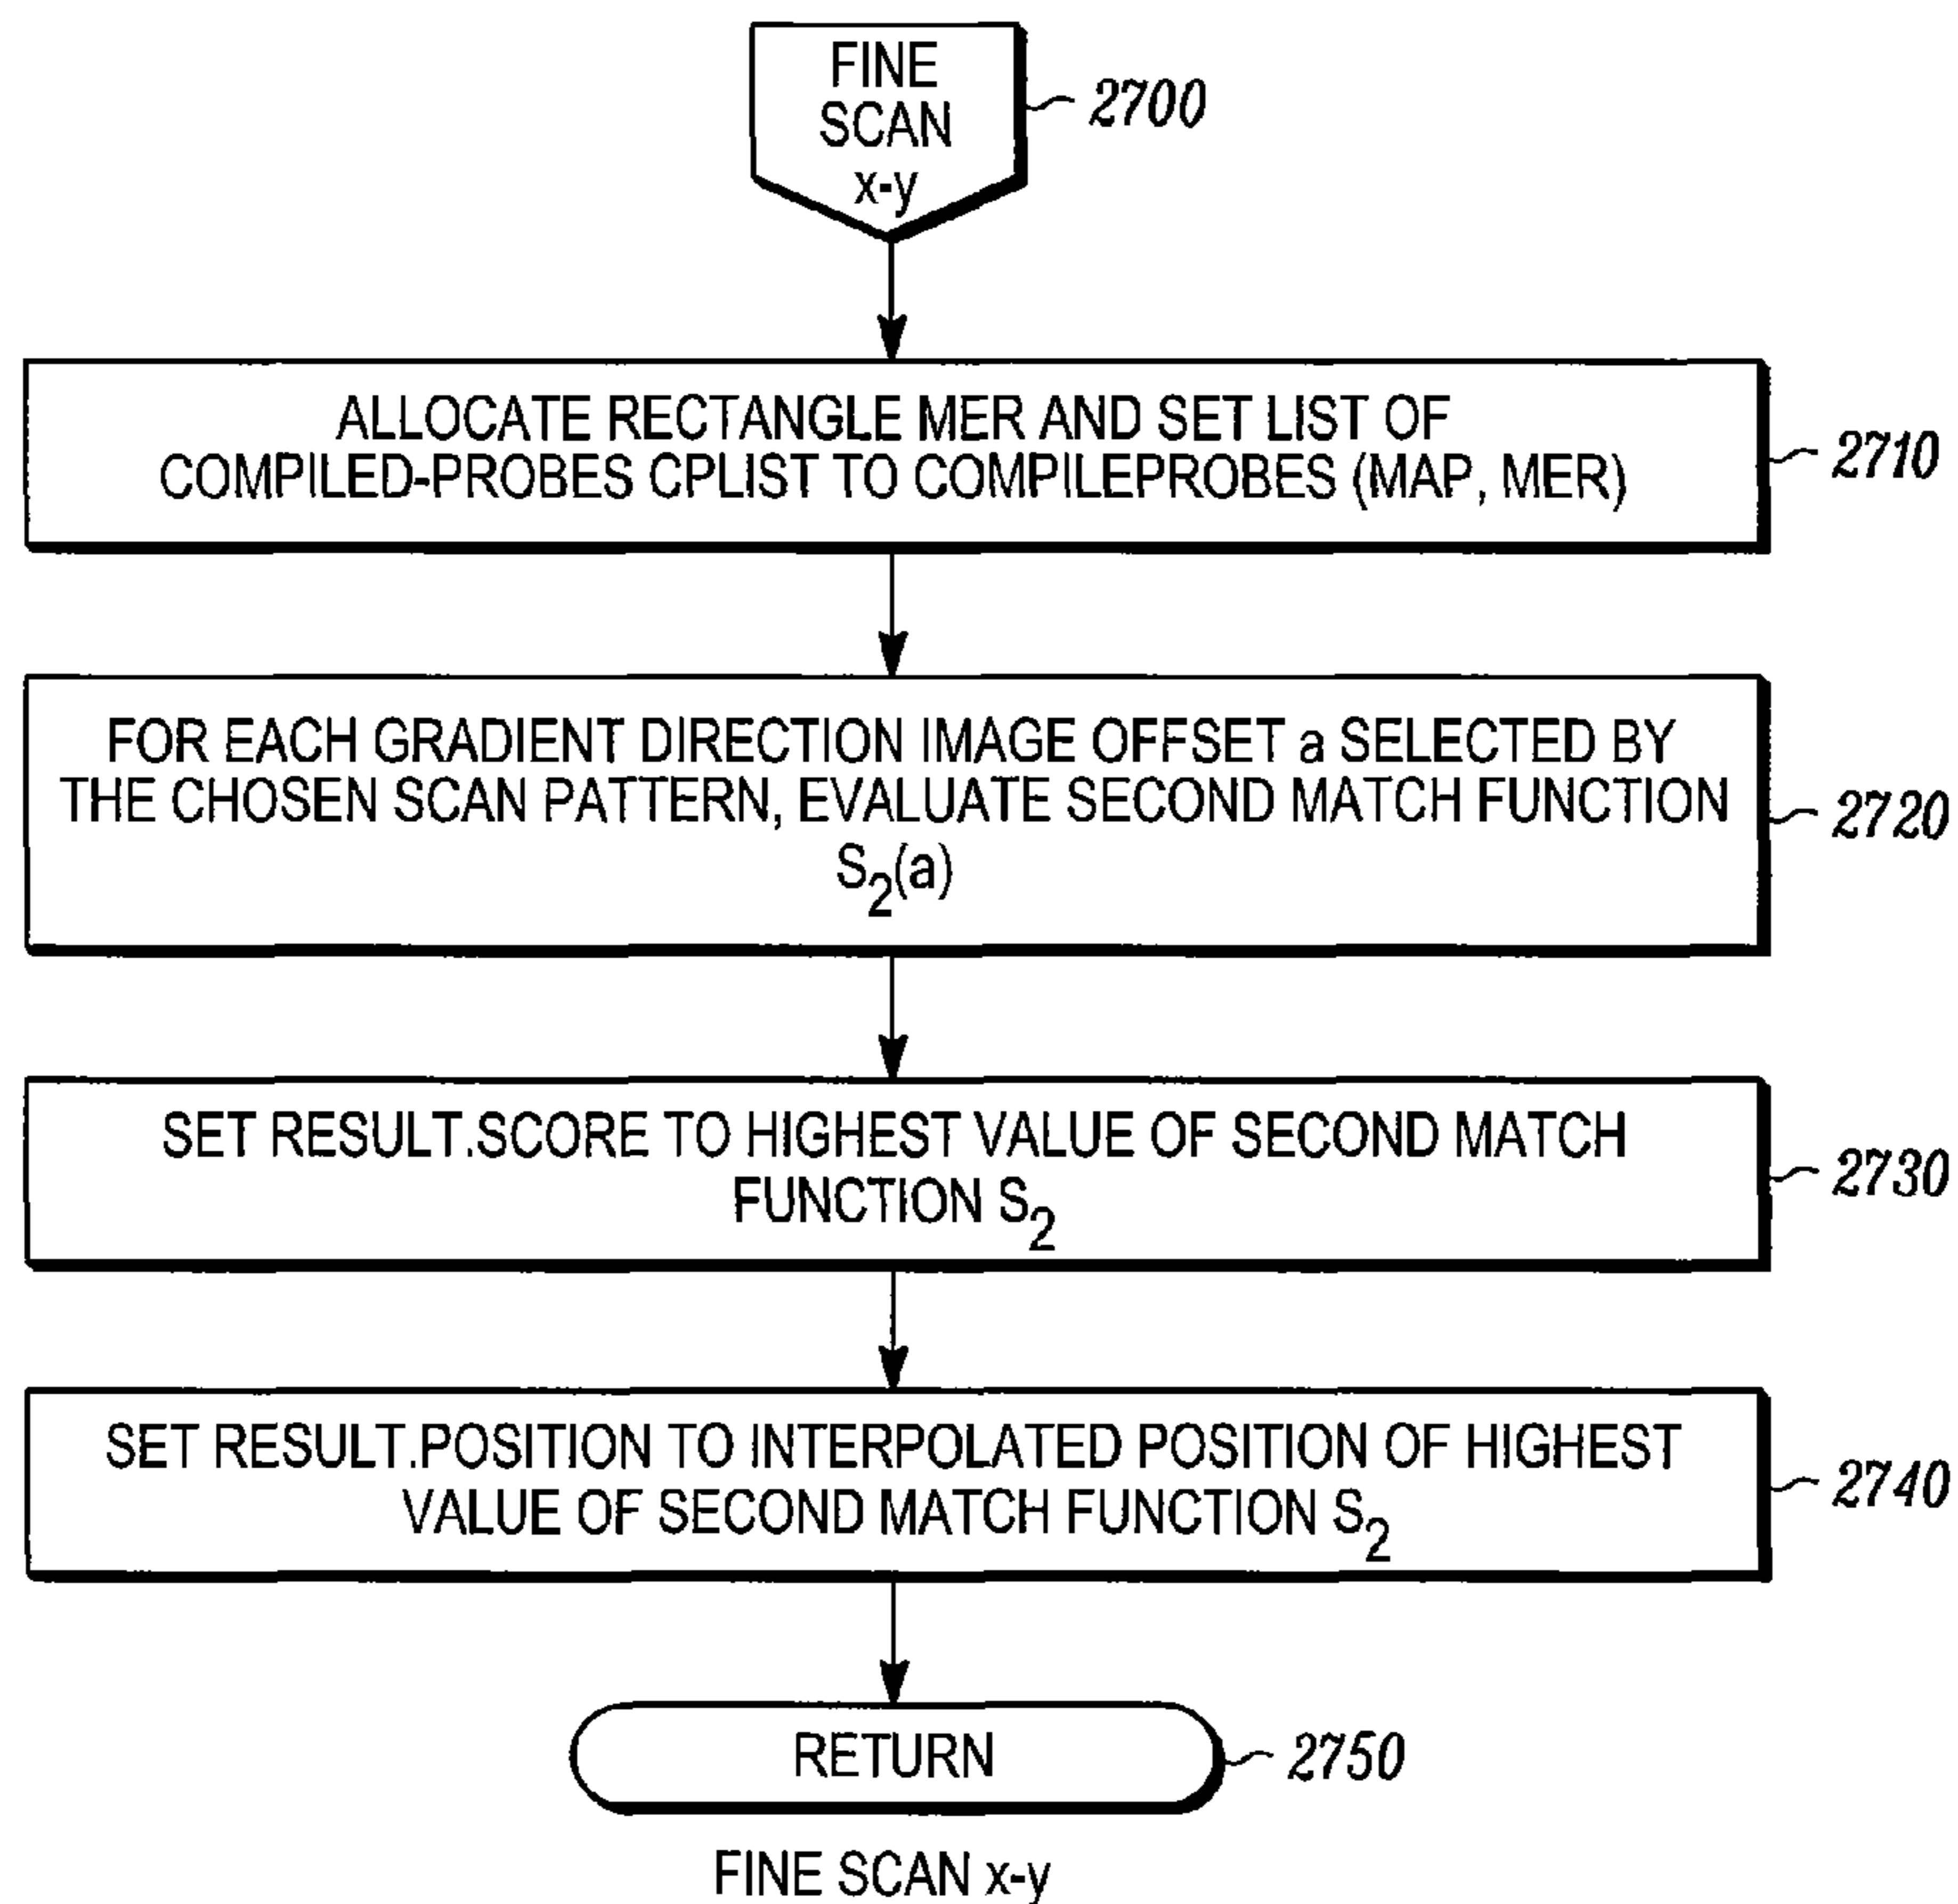 FINE
SCAN
x-y
2700
ALLOCATE RECTANGLE MER AND SET LIST OF
COMPILED-PROBES CPLIST TO COMPILEPROBES (MAP, MER)
2710
FOR EACH GRADIENT DIRECTION IMAGE OFFSET a SELECTED BY
THE CHOSEN SCAN PATTERN, EVALUATE SECOND MATCH FUNCTION
S2(a)
2720
SET RESULT.SCORE TO HIGHEST VALUE OF SECOND MATCH
FUNCTION S2
2730
SET RESULT.POSITION TO INTERPOLATED POSITION OF HIGHEST
VALUE OF SECOND MATCH FUNCTION S2
2740
RETURN
2750
FINE SCAN x-y